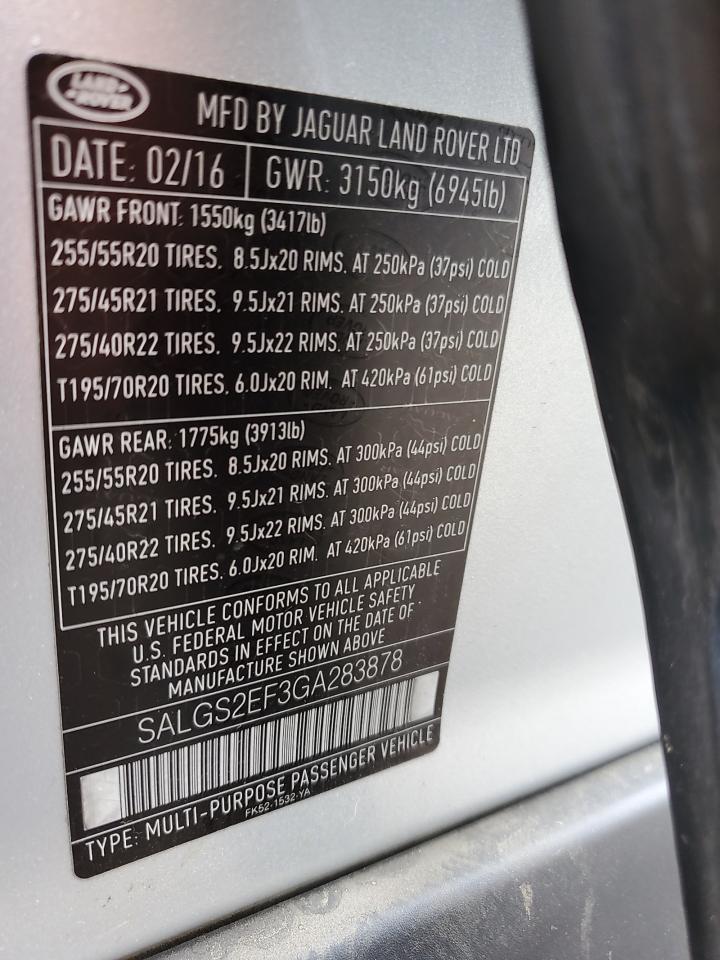 LAND ROVER
MFD BY JAGUAR LAND ROVER LTD
DATE: 02/16 GWR: 3150kg (6945lb)
GAWR FRONT: 1550kg (3417lb)
255/55R20 TIRES. 8.5Jx20 RIMS. AT 250kPa (37psi) COLD
275/45R21 TIRES. 9.5Jx21 RIMS. AT 250kPa (37psi) COLD
275/40R22 TIRES. 9.5Jx22 RIMS. AT 250kPa (37psi) COLD
T195/70R20 TIRES. 6.0Jx20 RIM. AT 420kPa (61psi) COLD
GAWR REAR: 1775kg (3913lb)
255/55R20 TIRES. 8.5Jx20 RIMS. AT 300kPa (44psi) COLD
275/45R21 TIRES. 9.5Jx21 RIMS. AT 300kPa (44psi) COLD
275/40R22 TIRES. 9.5Jx22 RIMS. AT 300kPa (44psi) COLD
T195/70R20 TIRES. 6.0Jx20 RIM. AT 420kPa (61psi) COLD
THIS VEHICLE CONFORMS TO ALL APPLICABLE
U.S. FEDERAL MOTOR VEHICLE SAFETY
STANDARDS IN EFFECT ON THE DATE OF
MANUFACTURE SHOWN ABOVE
SALGS2EF3GA283878
TYPE: MULTI-PURPOSE PASSENGER VEHICLE
FK52-1532-YA